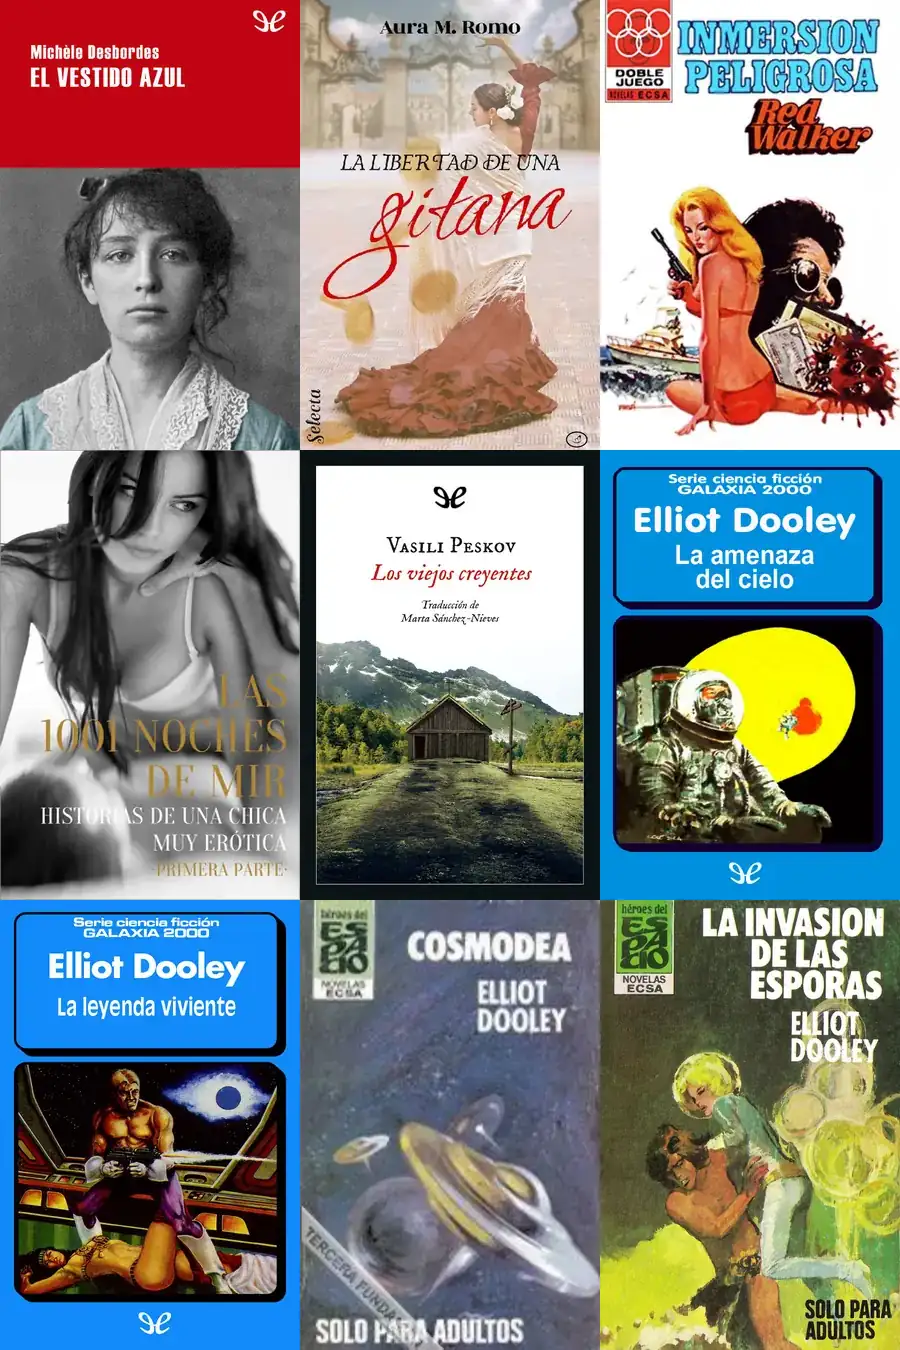 Michèle Desbordes
EL VESTIDO AZUL
Aura M. Romo
LA LIBERTAD DE UNA
gitana
Selecta
DOBLE
JUEGO
NOVELAS ECSA
INMERSION
PELIGROSA
Red
Walker
LAS
1001 NOCHES
DE MIR
HISTORIAS DE UNA CHICA
MUY ERÓTICA
PRIMERA PARTE
VASILI PESKOV
Los viejos creyentes
Traducción de
Marta Sánchez-Nieves
Serie ciencia ficción
GALAXIA 2000
Elliot Dooley
La amenaza
del cielo
Serie ciencia ficción
GALAXIA 2000
Elliot Dooley
La leyenda viviente
héroes del
ESPACIO
NOVELAS
ECSA
COSMODEA
ELLIOT
DOOLEY
SOLO PARA ADULTOS
héroes del
ESPACIO
NOVELAS
ECSA
LA INVASION
DE LAS
ESPORAS
ELLIOT
DOOLEY
SOLO PARA
ADULTOS